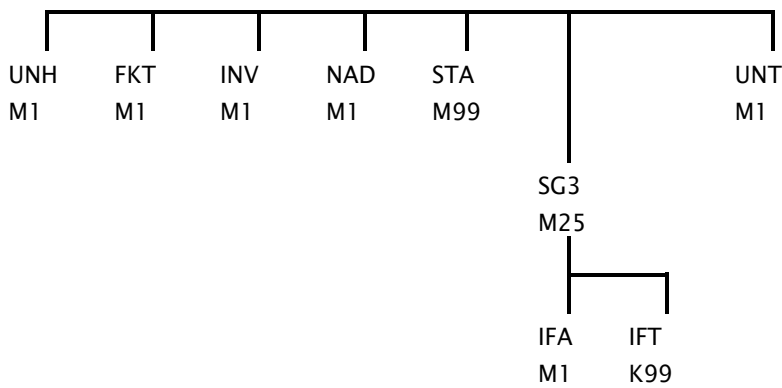 UNH FKT INV NAD STA UNT
M1 M1 M1 M1 M99 M1
SG3
M25
IFA IFT
M1 K99